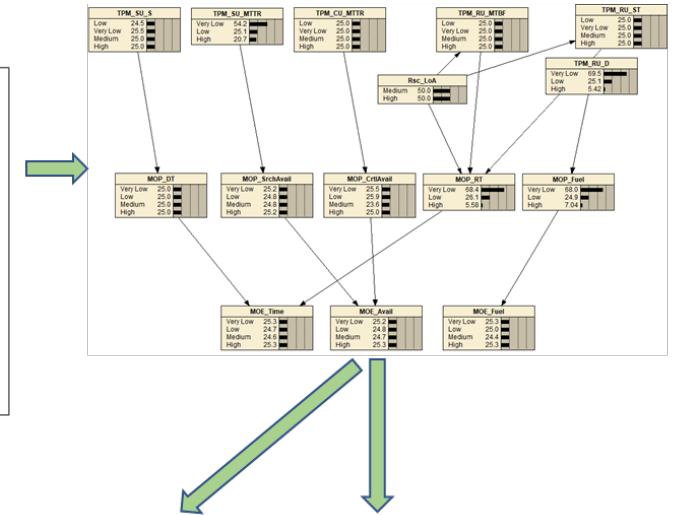 TPM_SU_S
Low 24.5
Very Low 25.5
Medium 25.0
High 25.0
TPM_SU_MTTR
Very Low 54.2
Low 25.1
High 20.7
TPM_CU_MTTR
Low 25.0
Very Low 25.0
Medium 25.0
High 25.0
TPM_RU_MTBF
Low 25.0
Very Low 25.0
Medium 25.0
High 25.0
TPM_RU_ST
Low 25.0
Very Low 25.0
Medium 25.0
High 25.0
Rsc_LoA
Medium 50.0
High 50.0
TPM_RU_D
Very Low 69.5
Low 25.1
High 5.42
MOP_DT
Very Low 25.0
Low 25.0
Medium 25.0
High 25.0
MOP_SrchAvail
Very Low 25.2
Low 24.8
Medium 24.8
High 25.2
MOP_CrtlAvail
Very Low 25.5
Low 25.9
Medium 23.6
High 25.0
MOP_RT
Very Low 68.4
Low 26.1
High 5.58
MOP_Fuel
Very Low 68.0
Low 24.9
High 7.04
MOE_Time
Very Low 25.3
Low 24.7
Medium 24.6
High 25.3
MOE_Avail
Very Low 25.2
Low 24.8
Medium 24.7
High 25.3
MOE_Fuel
Very Low 25.3
Low 25.0
Medium 24.4
High 25.3